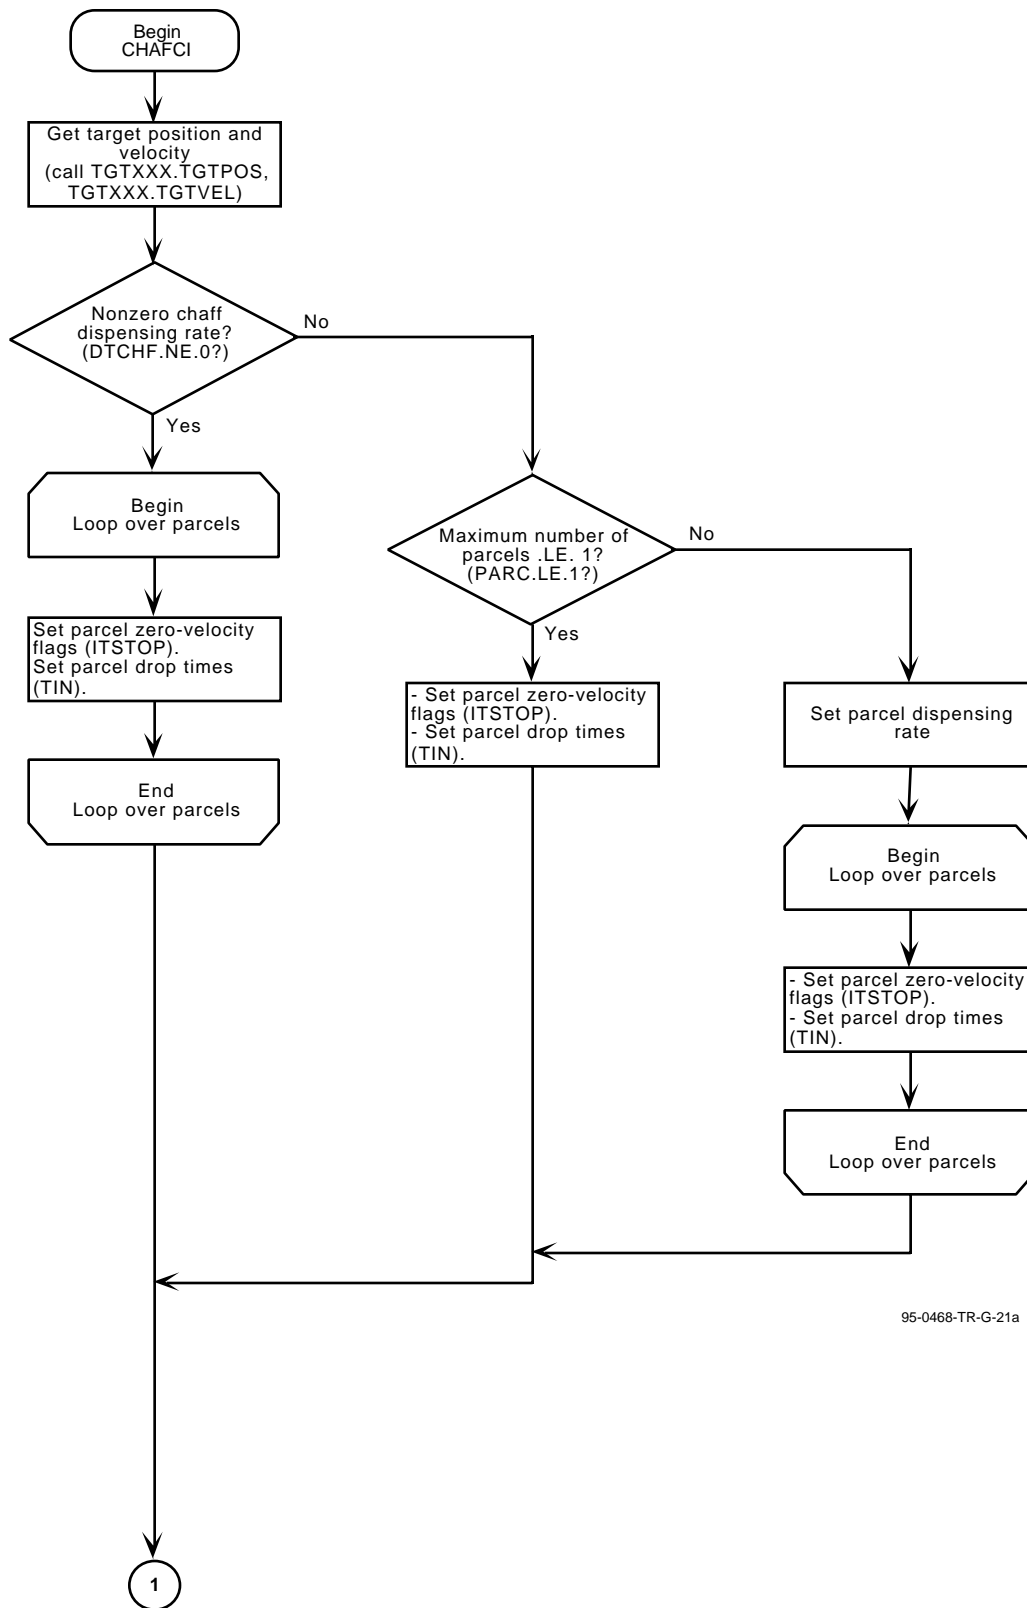 Begin
CHAFCI
Get target position and
velocity
(call TGTXXX.TGTPOS,
TGTXXX.TGTVEL)
Nonzero chaff
dispensing rate?
(DTCHF.NE.0?)
No
Yes
Begin
Loop over parcels
Set parcel zero-velocity
flags (ITSTOP).
Set parcel drop times
(TIN).
End
Loop over parcels
Maximum number of
parcels .LE. 1?
(PARC.LE.1?)
No
Yes
- Set parcel zero-velocity
flags (ITSTOP).
- Set parcel drop times
(TIN).
Set parcel dispensing
rate
Begin
Loop over parcels
- Set parcel zero-velocity
flags (ITSTOP).
- Set parcel drop times
(TIN).
End
Loop over parcels
95-0468-TR-G-21a
1